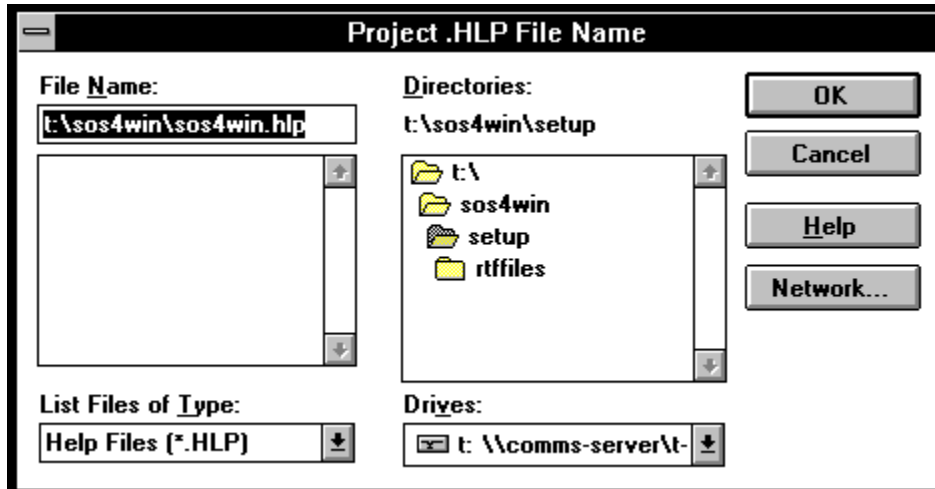 Project .HLP File Name
File Name:
t:\sos4win\sos4win.hlp
Directories:
t:\sos4win\setup
t:\
sos4win
setup
rtffiles
OK
Cancel
Help
Network...
List Files of Type:
Help Files (*.HLP)
Drives:
t: \\comms-server\t-